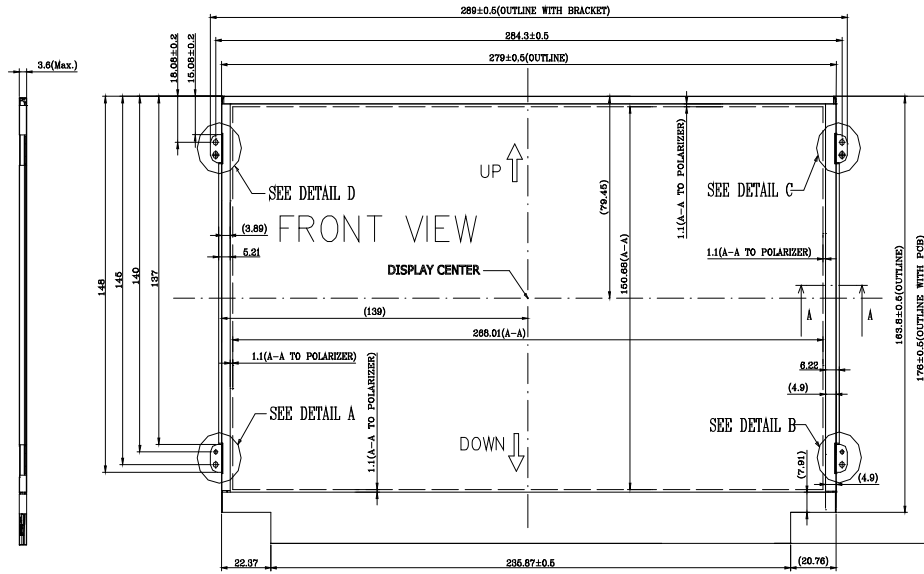 289±0.5(OUTLINE WITH BRACKET)
284.3±0.5
279±0.5(OUTLINE)
3.6(Max.)
18.08±0.2
15.08±0.2
UP
SEE DETAIL D
SEE DETAIL C
(79.45)
1.1(A-A TO POLARIZER)
FRONT VIEW
(3.89)
5.21
1.1(A-A TO POLARIZER)
DISPLAY CENTER
150.68(A-A)
148
145
140
137
(139)
268.01(A-A)
A
A
163.8±0.5(OUTLINE)
176±0.5(OUTLINE WITH PCB)
1.1(A-A TO POLARIZER)
1.1(A-A TO POLARIZER)
6.22
(4.9)
SEE DETAIL A
SEE DETAIL B
DOWN
(7.91)
(4.9)
22.37
235.87±0.5
(20.76)